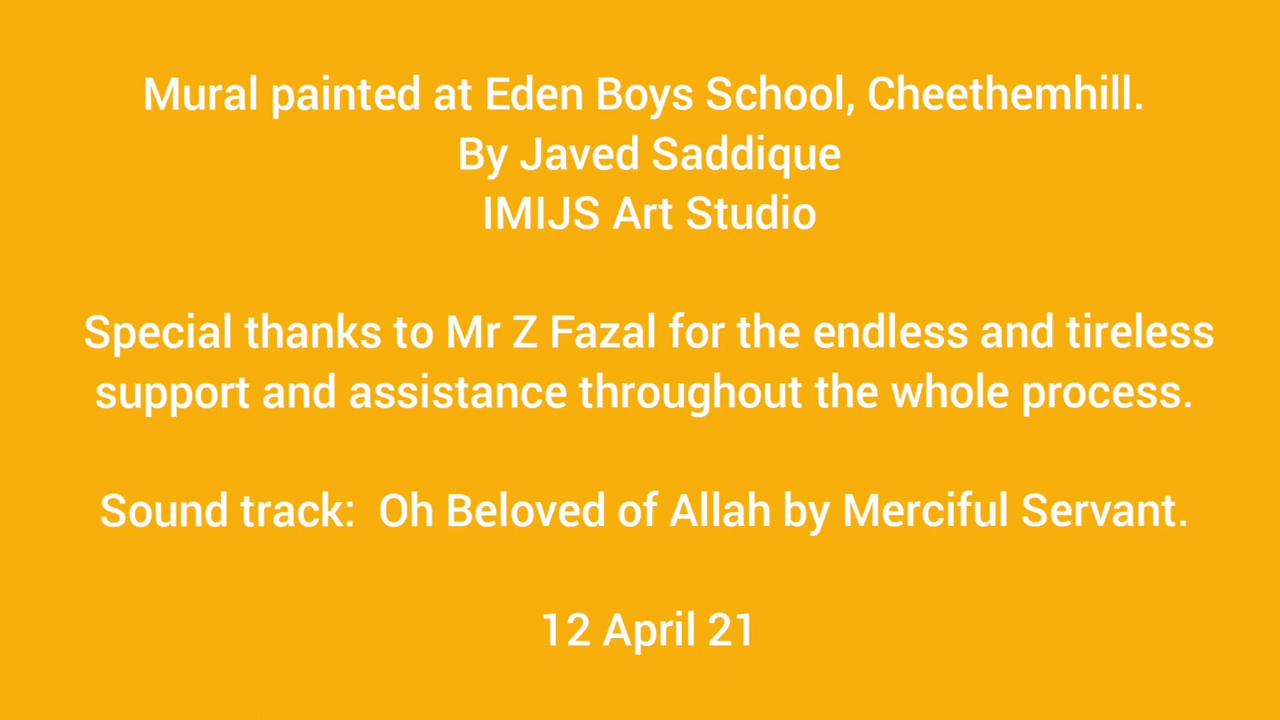 Mural painted at Eden Boys School, Cheethemhill.
By Javed Saddique
IMIJS Art Studio
Special thanks to Mr Z Fazal for the endless and tireless
support and assistance throughout the whole process.
Sound track: Oh Beloved of Allah by Merciful Servant.
12 April 21